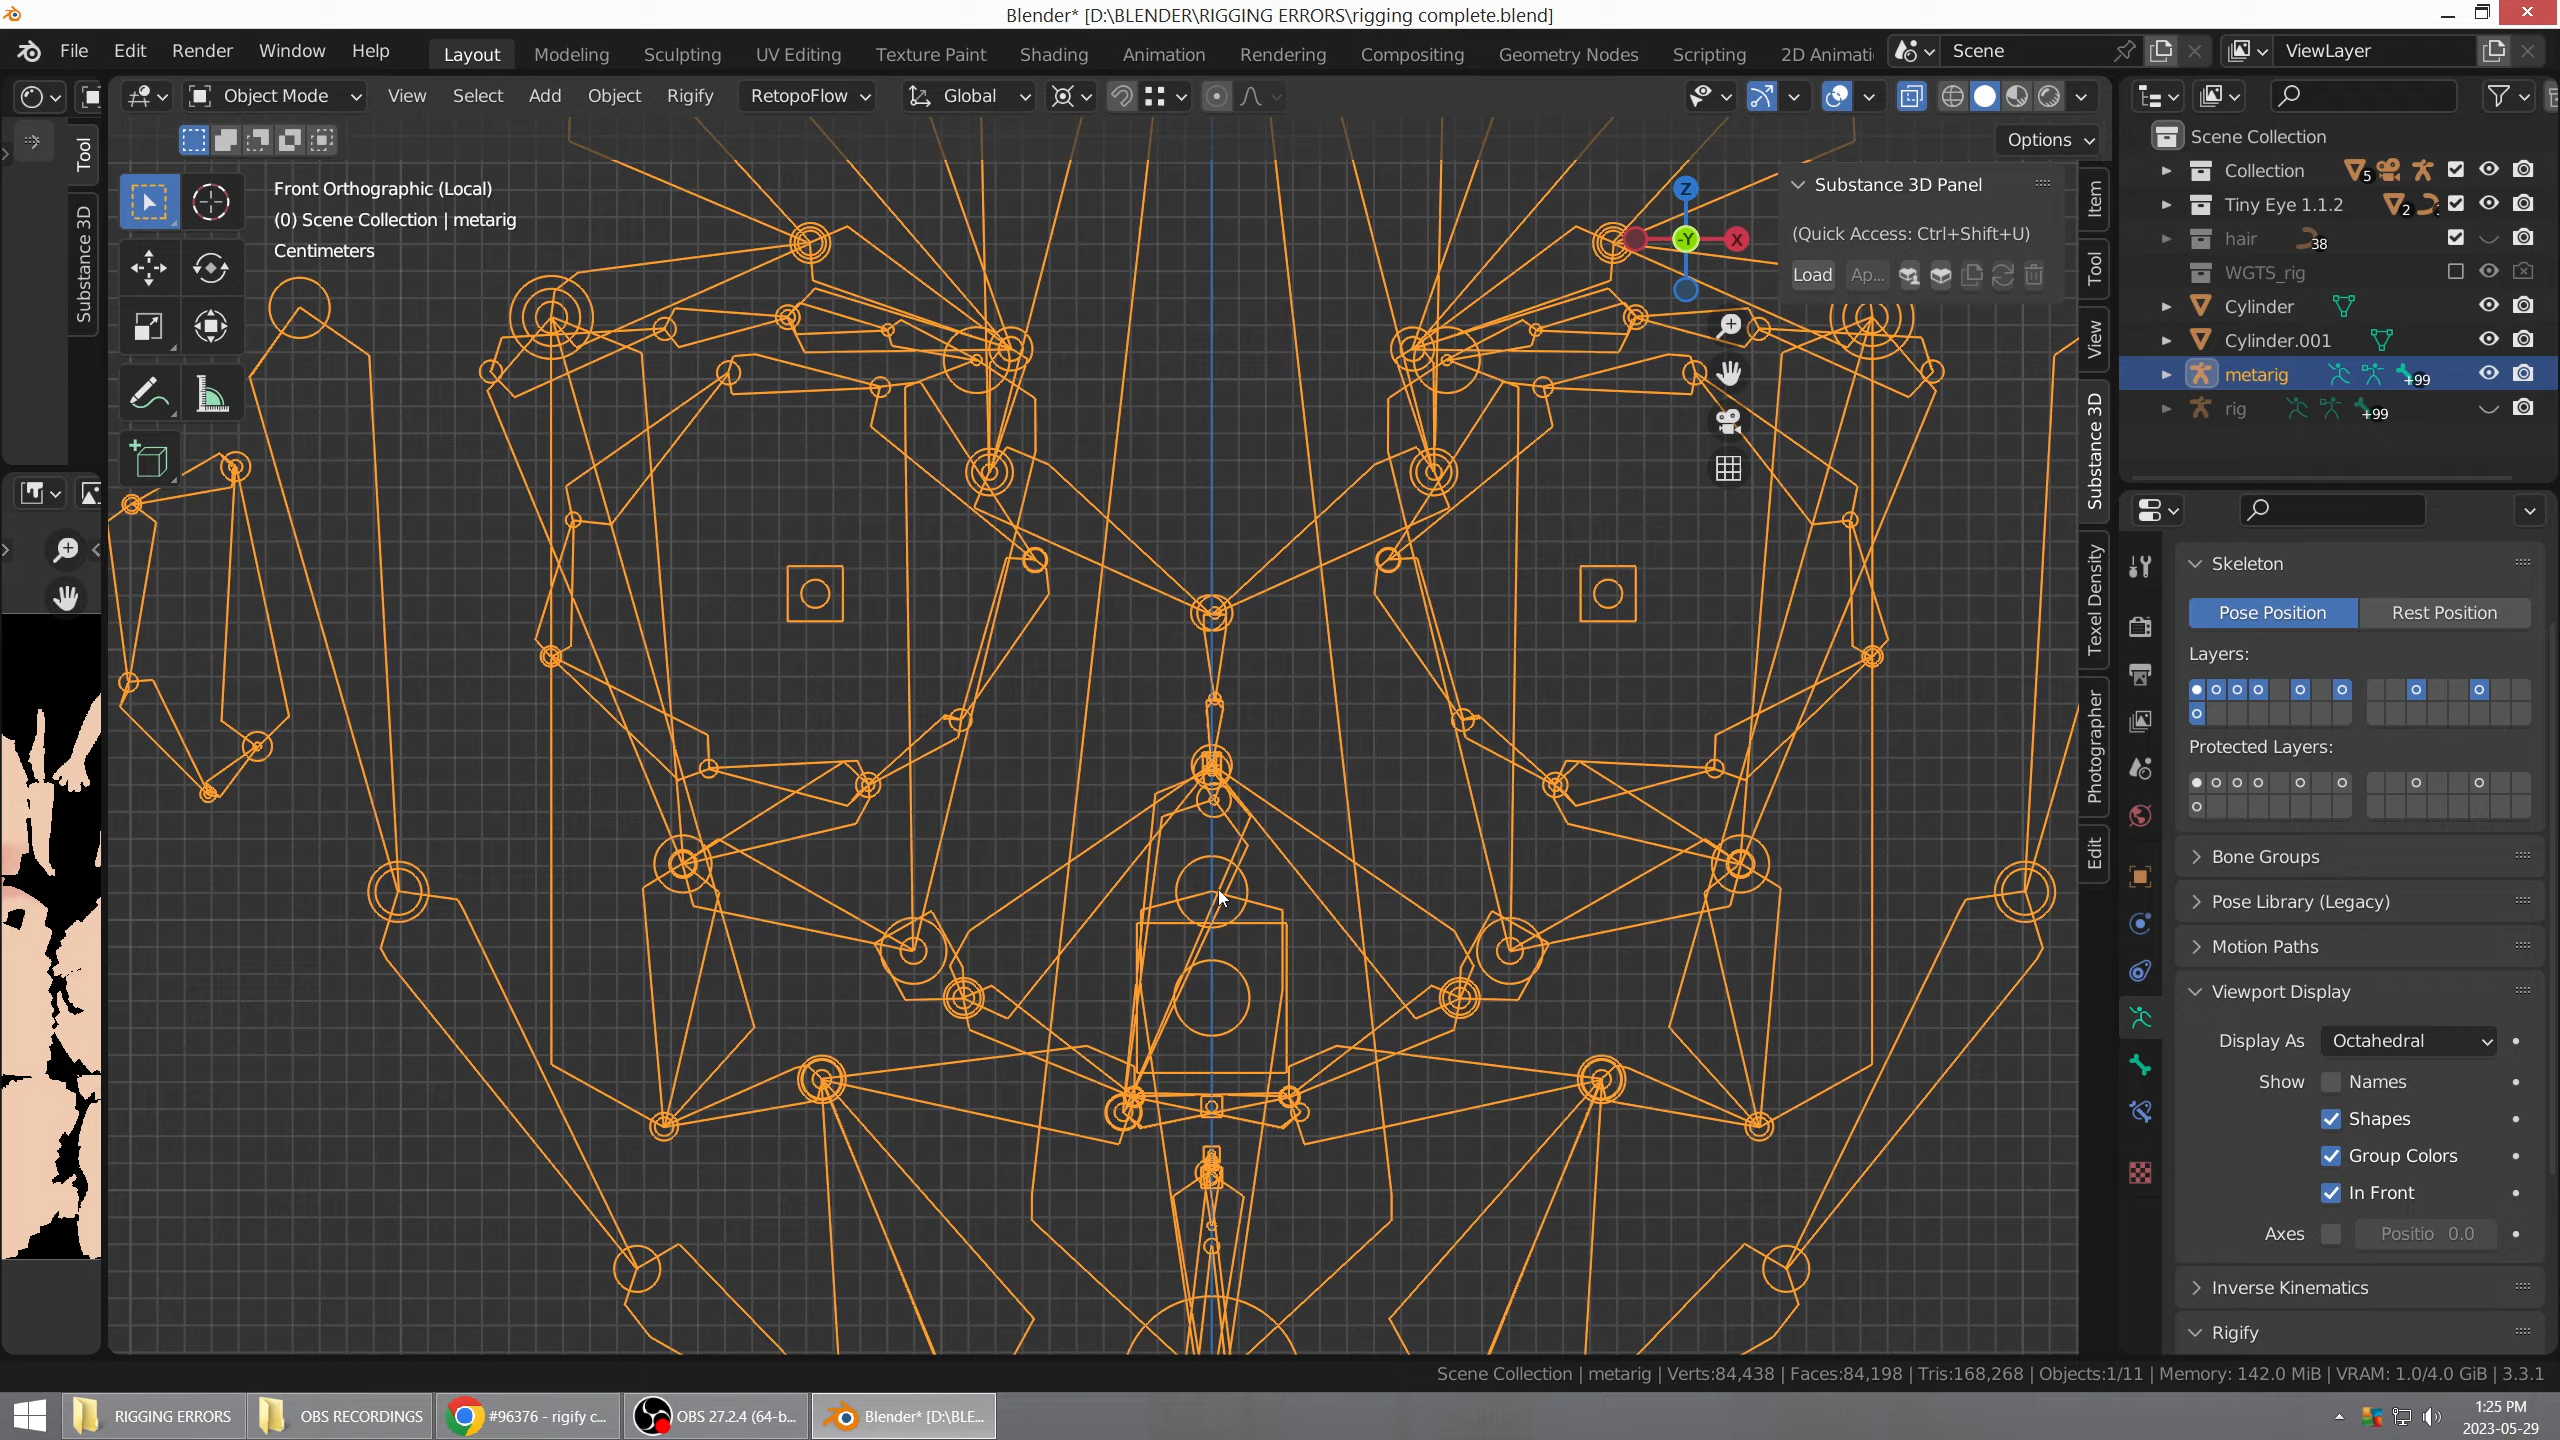 Blender* [D:\BLENDER\RIGGING ERRORS\rigging complete.blend]
File Edit Render Window Help Layout Modeling Sculpting UV Editing Texture Paint Shading Animation Rendering Compositing Geometry Nodes Scripting 2D Animati Scene ViewLayer
Object Mode View Select Add Object Rigify RetopoFlow Global
Options
Tool
Substance 3D
Front Orthographic (Local)
(0) Scene Collection | metarig
Centimeters
Z
-Y
X
Substance 3D Panel
(Quick Access: Ctrl+Shift+U)
Load Ap...
Item
Tool
View
Substance 3D
Texel Density
Photographer
Edit
Scene Collection
Collection 5
Tiny Eye 1.1.2 2
hair 38
WGTS_rig
Cylinder
Cylinder.001
metarig +99
rig +99
Skeleton
Pose Position Rest Position
Layers:
Protected Layers:
Bone Groups
Pose Library (Legacy)
Motion Paths
Viewport Display
Display As Octahedral
Show Names
Shapes
Group Colors
In Front
Axes Positio 0.0
Inverse Kinematics
Rigify
Scene Collection | metarig | Verts:84,438 | Faces:84,198 | Tris:168,268 | Objects:1/11 | Memory: 142.0 MiB | VRAM: 1.0/4.0 GiB | 3.3.1
RIGGING ERRORS OBS RECORDINGS #96376 - rigify c... OBS 27.2.4 (64-b... Blender* [D:\BLE...
1:25 PM
2023-05-29